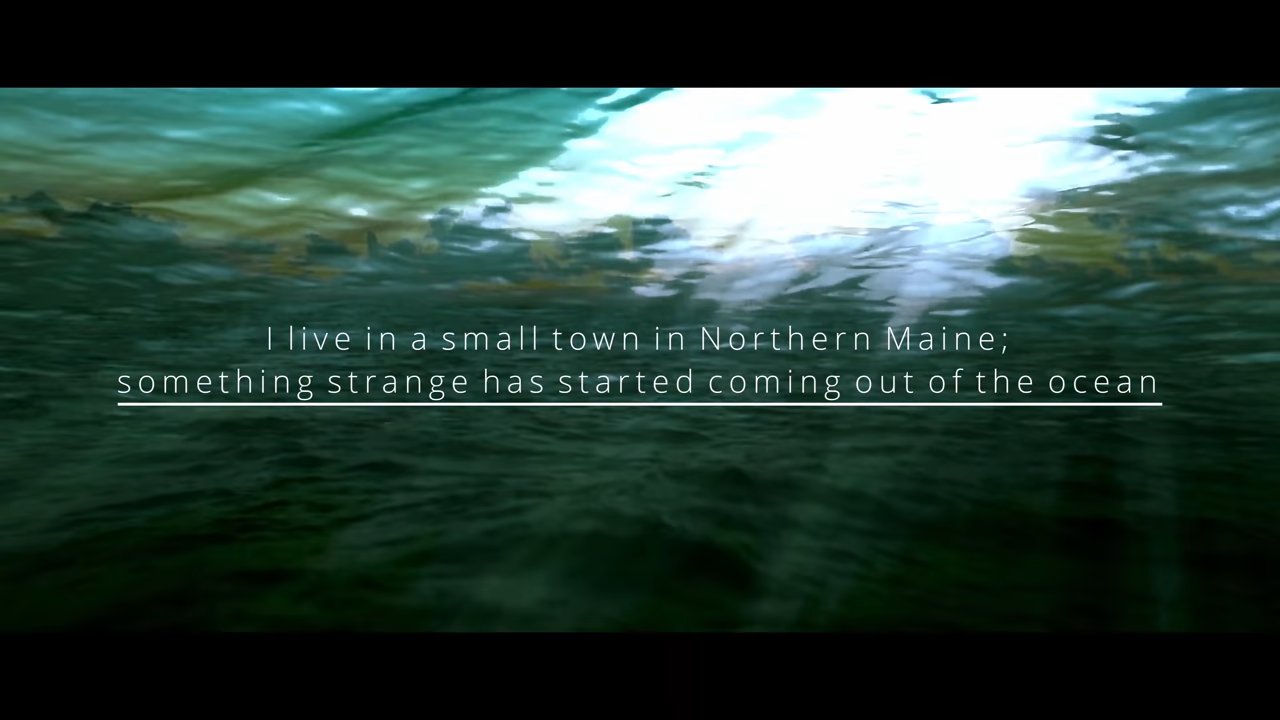 I live in a small town in Northern Maine;
something strange has started coming out of the ocean